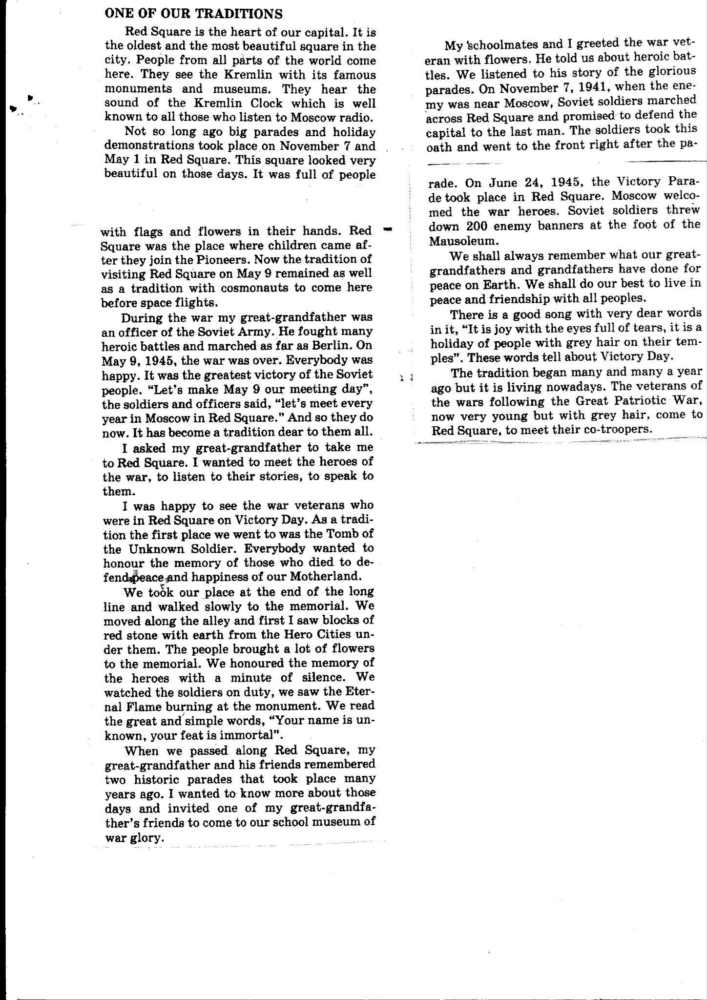 ONE OF OUR TRADITIONS
Red Square is the heart of our capital. It is
the oldest and the most beautiful square in the
city. People from all parts of the world come
here. They see the Kremlin with its famous
monuments and museums. They hear the
sound of the Kremlin Clock which is well
known to all those who listen to Moscow radio.
Not so long ago big parades and holiday
demonstrations took place on November 7 and
May 1 in Red Square. This square looked very
beautiful on those days. It was full of people
with flags and flowers in their hands. Red
Square was the place where children came af-
ter they join the Pioneers. Now the tradition of
visiting Red Square on May 9 remained as well
as a tradition with cosmonauts to come here
before space flights.
During the war my great-grandfather was
an officer of the Soviet Army. He fought many
heroic battles and marched as far as Berlin. On
May 9, 1945, the war was over. Everybody was
happy. It was the greatest victory of the Soviet
people. “Let’s make May 9 our meeting day”,
the soldiers and officers said, “let’s meet every
year in Moscow in Red Square.” And so they do
now. It has become a tradition dear to them all.
I asked my great-grandfather to take me
to Red Square. I wanted to meet the heroes of
the war, to listen to their stories, to speak to
them.
I was happy to see the war veterans who
were in Red Square on Victory Day. As a tradi-
tion the first place we went to was the Tomb of
the Unknown Soldier. Everybody wanted to
honour the memory of those who died to de-
fend peace and happiness of our Motherland.
We took our place at the end of the long
line and walked slowly to the memorial. We
moved along the alley and first I saw blocks of
red stone with earth from the Hero Cities un-
der them. The people brought a lot of flowers
to the memorial. We honoured the memory of
the heroes with a minute of silence. We
watched the soldiers on duty, we saw the Eter-
nal Flame burning at the monument. We read
the great and simple words, “Your name is un-
known, your feat is immortal”.
When we passed along Red Square, my
great-grandfather and his friends remembered
two historic parades that took place many
years ago. I wanted to know more about those
days and invited one of my great-grandfa-
ther’s friends to come to our school museum of
war glory.
My schoolmates and I greeted the war vet-
eran with flowers. He told us about heroic bat-
tles. We listened to his story of the glorious
parades. On November 7, 1941, when the ene-
my was near Moscow, Soviet soldiers marched
across Red Square and promised to defend the
capital to the last man. The soldiers took this
oath and went to the front right after the pa-
rade. On June 24, 1945, the Victory Para-
de took place in Red Square. Moscow welco-
med the war heroes. Soviet soldiers threw
down 200 enemy banners at the foot of the
Mausoleum.
We shall always remember what our great-
grandfathers and grandfathers have done for
peace on Earth. We shall do our best to live in
peace and friendship with all peoples.
There is a good song with very dear words
in it, “It is joy with the eyes full of tears, it is a
holiday of people with grey hair on their tem-
ples”. These words tell about Victory Day.
The tradition began many and many a year
ago but it is living nowadays. The veterans of
the wars following the Great Patriotic War,
now very young but with grey hair, come to
Red Square, to meet their co-troopers.